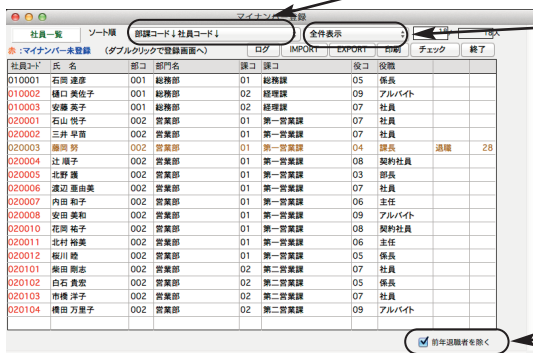 マイナンバー登録
社員一覧 ソート順 部課コード↓社員コード↓ 全件表示 18/ 18人
赤:マイナンバー未登録 (ダブルクリックで登録画面へ) ログ IMPORT EXPORT 印刷 チェック 終了
社員ｺｰﾄﾞ 氏 名 部コ 部門名 課コ 課コ 役コ 役職
010001 石岡 達彦 001 総務部 01 総務課 05 係長
010002 樋口 美佐子 001 総務部 02 経理課 09 アルバイト
010003 安藤 英子 001 総務部 02 経理課 07 社員
020001 石山 悦子 002 営業部 01 第一営業課 07 社員
020002 三井 早苗 002 営業部 01 第一営業課 07 社員
020003 藤岡 努 002 営業部 01 第一営業課 04 課長 退職 28
020004 辻 順子 002 営業部 01 第一営業課 08 契約社員
020005 北野 護 002 営業部 01 第一営業課 03 部長
020006 渡辺 亜由美 002 営業部 01 第一営業課 07 社員
020007 内田 和子 002 営業部 01 第一営業課 06 主任
020008 安田 美和 002 営業部 01 第一営業課 09 アルバイト
020010 花岡 祐子 002 営業部 01 第一営業課 08 契約社員
020011 北村 裕美 002 営業部 01 第一営業課 06 主任
020012 桜川 睦 002 営業部 01 第一営業課 05 係長
020101 柴田 剛志 002 営業部 02 第二営業課 07 社員
020102 白石 貴宏 002 営業部 02 第二営業課 05 係長
020103 市橋 洋子 002 営業部 02 第二営業課 07 社員
020104 橋田 万里子 002 営業部 02 第二営業課 09 アルバイト
前年退職者を除く